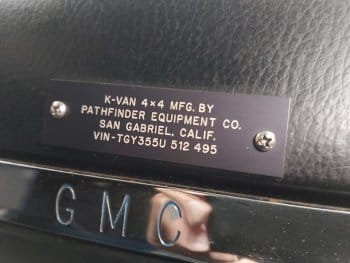 K-VAN 4×4 MFG. BY
PATHFINDER EQUIPMENT CO.
SAN GABRIEL, CALIF.
VIN-TGY355U 512 495
GMC